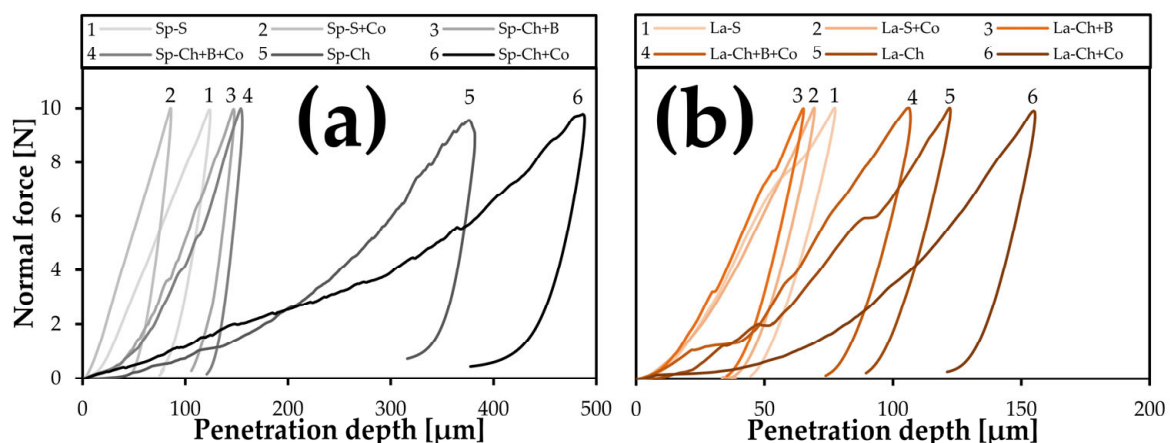 1 Sp-S 2 Sp-S+Co 3 Sp-Ch+B
4 Sp-Ch+B+Co 5 Sp-Ch 6 Sp-Ch+Co
2 1 3 4 5 6
(a)
Normal force [N]
10
8
6
4
2
0
0 100 200 300 400 500
Penetration depth [μm]
1 La-S 2 La-S+Co 3 La-Ch+B
4 La-Ch+B+Co 5 La-Ch 6 La-Ch+Co
(b)
3 2 1 4 5 6
0 50 100 150 200
Penetration depth [μm]